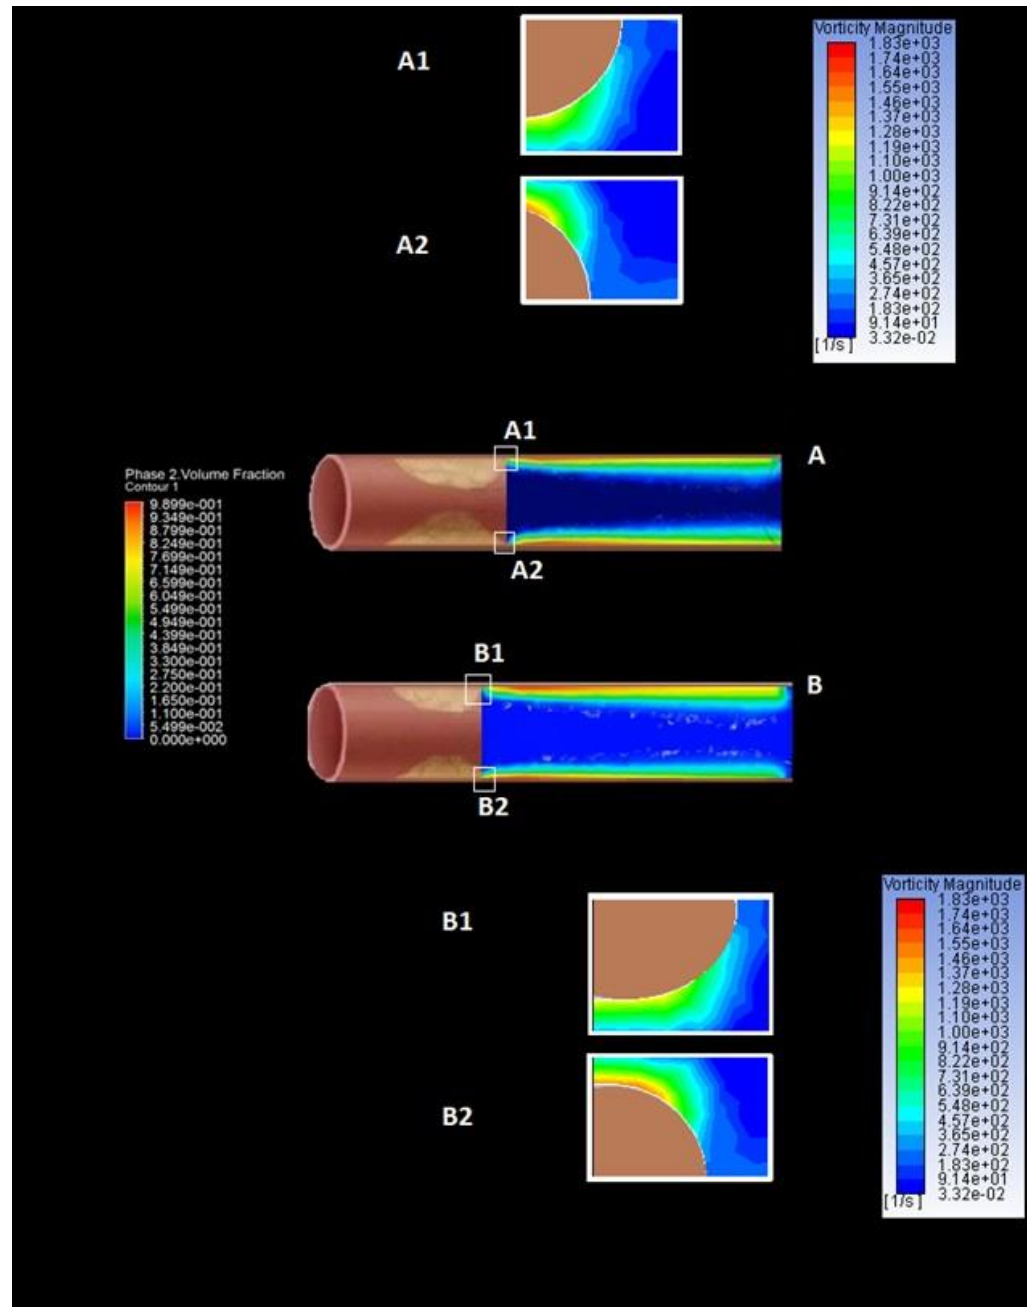 A1
Vorticity Magnitude
1.83e+03
1.74e+03
1.64e+03
1.55e+03
1.46e+03
1.37e+03
1.28e+03
1.19e+03
1.10e+03
1.00e+03
9.14e+02
8.22e+02
7.31e+02
6.39e+02
5.48e+02
4.57e+02
3.65e+02
2.74e+02
1.83e+02
9.14e+01
3.32e-02
[1/s]
A2
A1
A
A2
Phase 2.Volume Fraction
Contour 1
9.899e-001
9.349e-001
8.799e-001
8.249e-001
7.699e-001
7.149e-001
6.599e-001
6.049e-001
5.499e-001
4.949e-001
4.399e-001
3.849e-001
3.300e-001
2.750e-001
2.200e-001
1.650e-001
1.100e-001
5.499e-002
0.000e+000
B1
B
B2
B1
Vorticity Magnitude
1.83e+03
1.74e+03
1.64e+03
1.55e+03
1.46e+03
1.37e+03
1.28e+03
1.19e+03
1.10e+03
1.00e+03
9.14e+02
8.22e+02
7.31e+02
6.39e+02
5.48e+02
4.57e+02
3.65e+02
2.74e+02
1.83e+02
9.14e+01
3.32e-02
[1/s]
B2